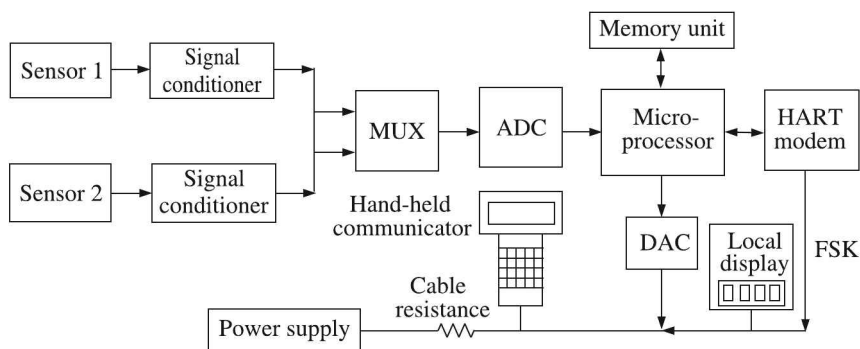 Memory unit
Sensor 1
Signal
conditioner
MUX
ADC
Micro-
processor
HART
modem
Sensor 2
Signal
conditioner
Hand-held
communicator
DAC
Local
display
FSK
Cable
resistance
Power supply